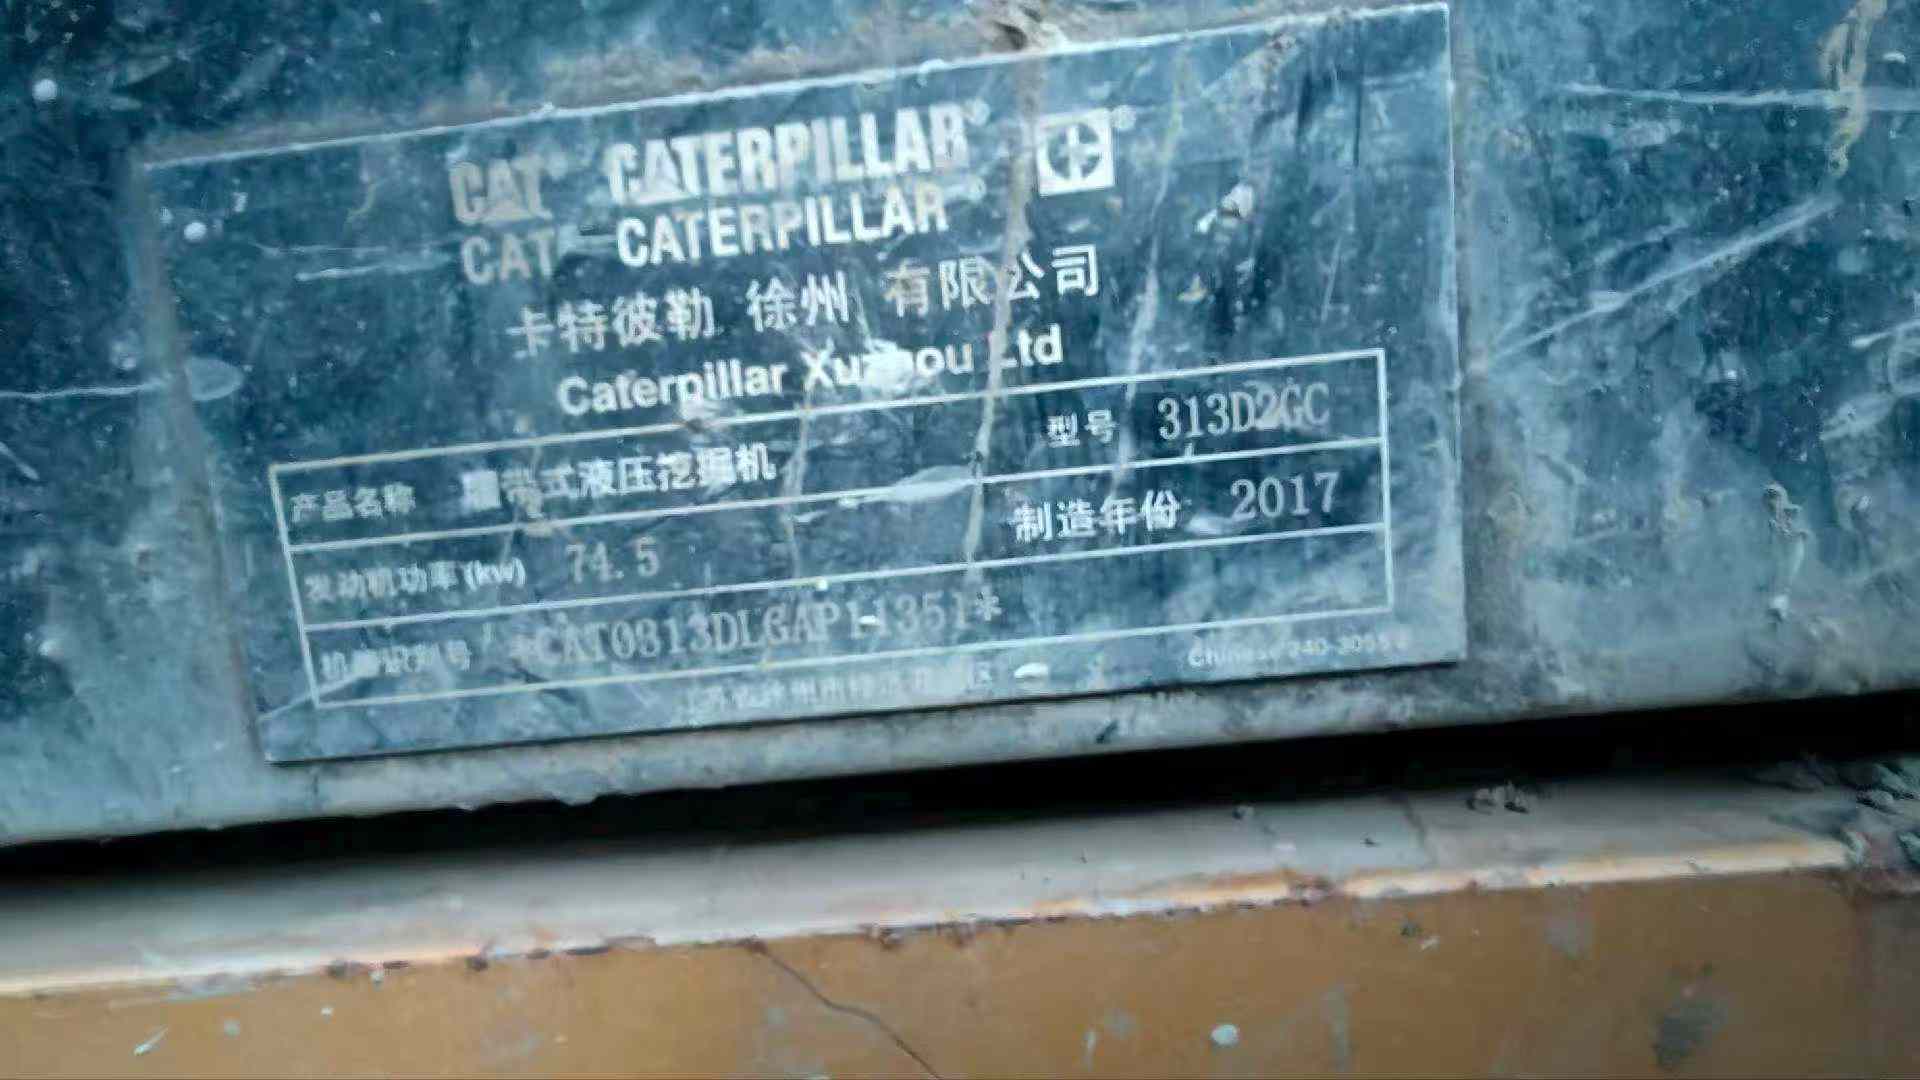 CAT® CATERPILLAR®
CAT CATERPILLAR®
卡特彼勒 徐州 有限公司
Caterpillar Xuzhou Ltd
产品名称 履带式液压挖掘机 型号 313D2GC
发动机功率(kw) 74.5 制造年份 2017
机器识别号 *CAT0313DLGAP11351*
Chinese